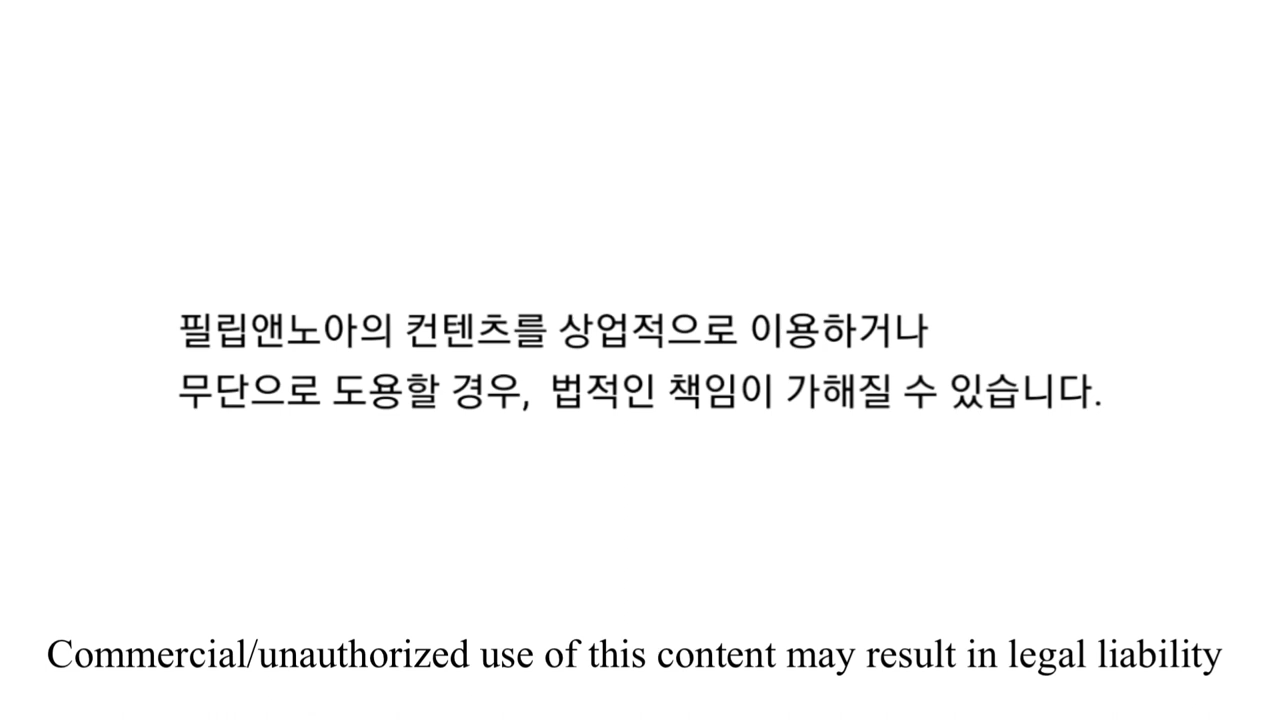 필립앤노아의 컨텐츠를 상업적으로 이용하거나
무단으로 도용할 경우, 법적인 책임이 가해질 수 있습니다.
Commercial/unauthorized use of this content may result in legal liability